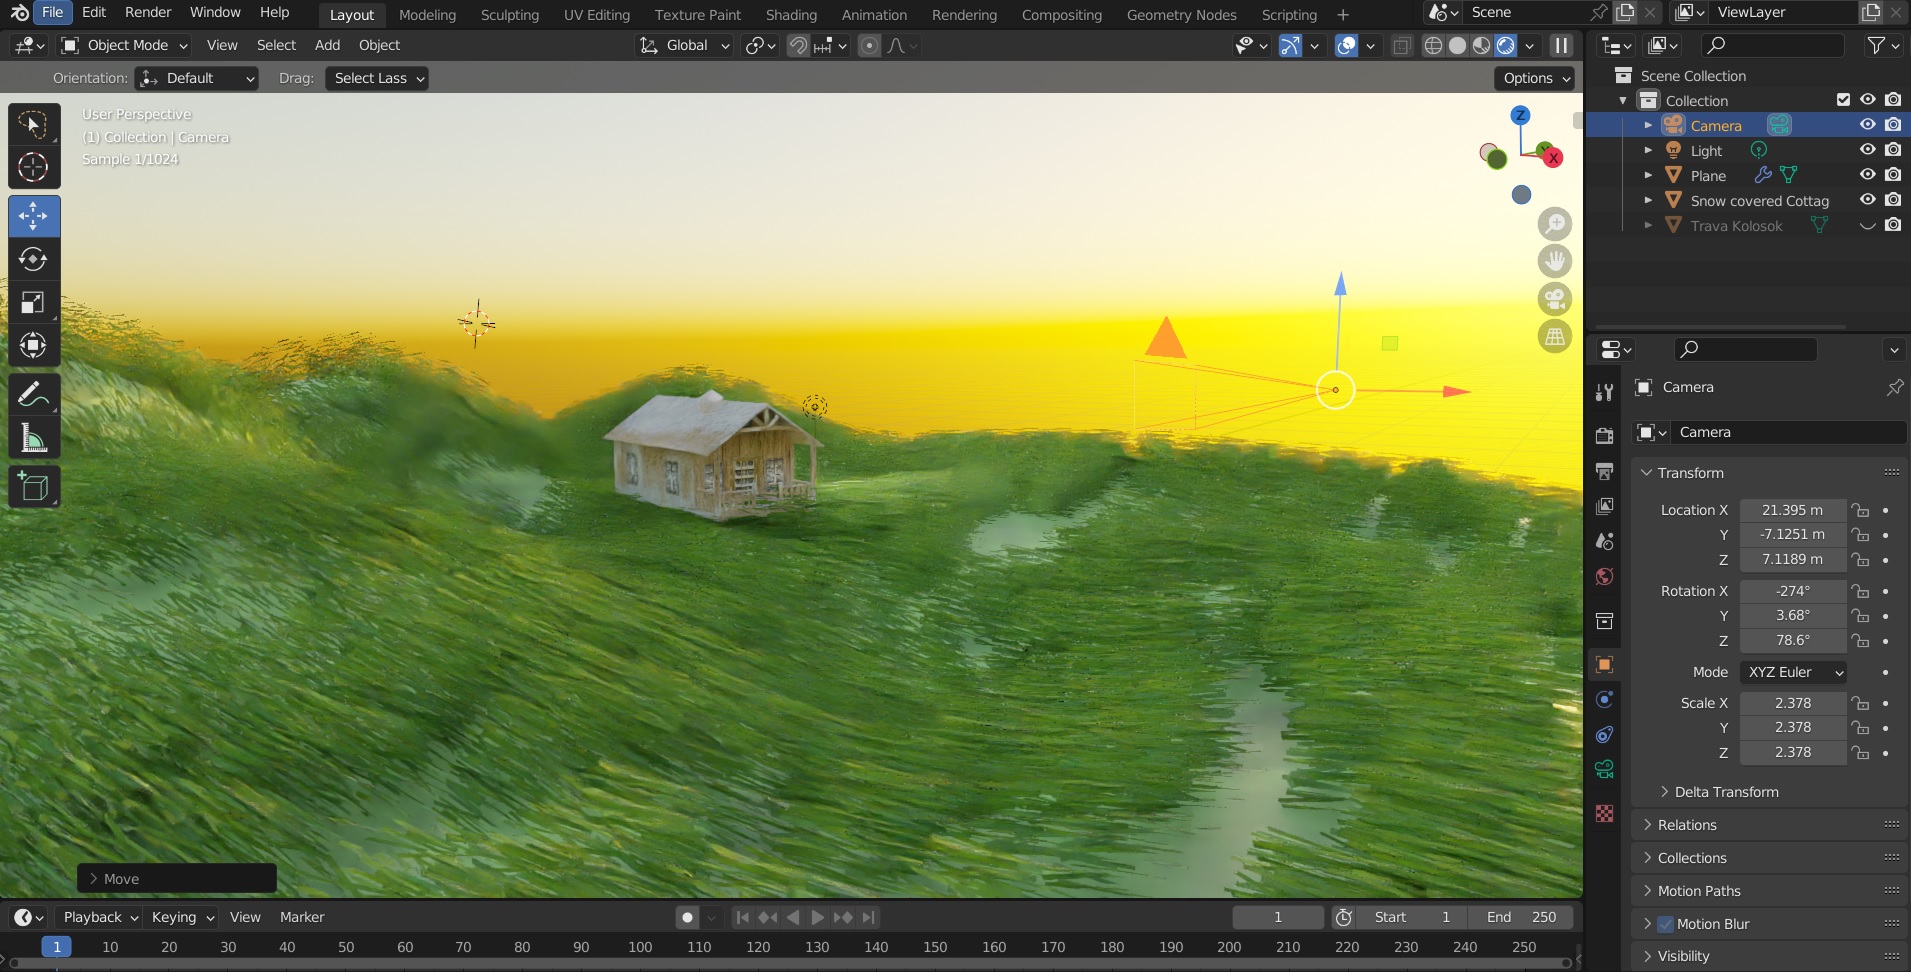 File Edit Render Window Help Layout Modeling Sculpting UV Editing Texture Paint Shading Animation Rendering Compositing Geometry Nodes Scripting + Scene ViewLayer
Object Mode View Select Add Object Global
Orientation: Default Drag: Select Lass Options
User Perspective
(1) Collection | Camera
Sample 1/1024
Z
Y
X
Move
Scene Collection
Collection
Camera
Light
Plane
Snow covered Cottag
Trava Kolosok
Camera
Camera
Transform
Location X 21.395 m
Y -7.1251 m
Z 7.1189 m
Rotation X -274°
Y 3.68°
Z 78.6°
Mode XYZ Euler
Scale X 2.378
Y 2.378
Z 2.378
Delta Transform
Relations
Collections
Motion Paths
Motion Blur
Visibility
Playback Keying View Marker 1 Start 1 End 250
1 10 20 30 40 50 60 70 80 90 100 110 120 130 140 150 160 170 180 190 200 210 220 230 240 250